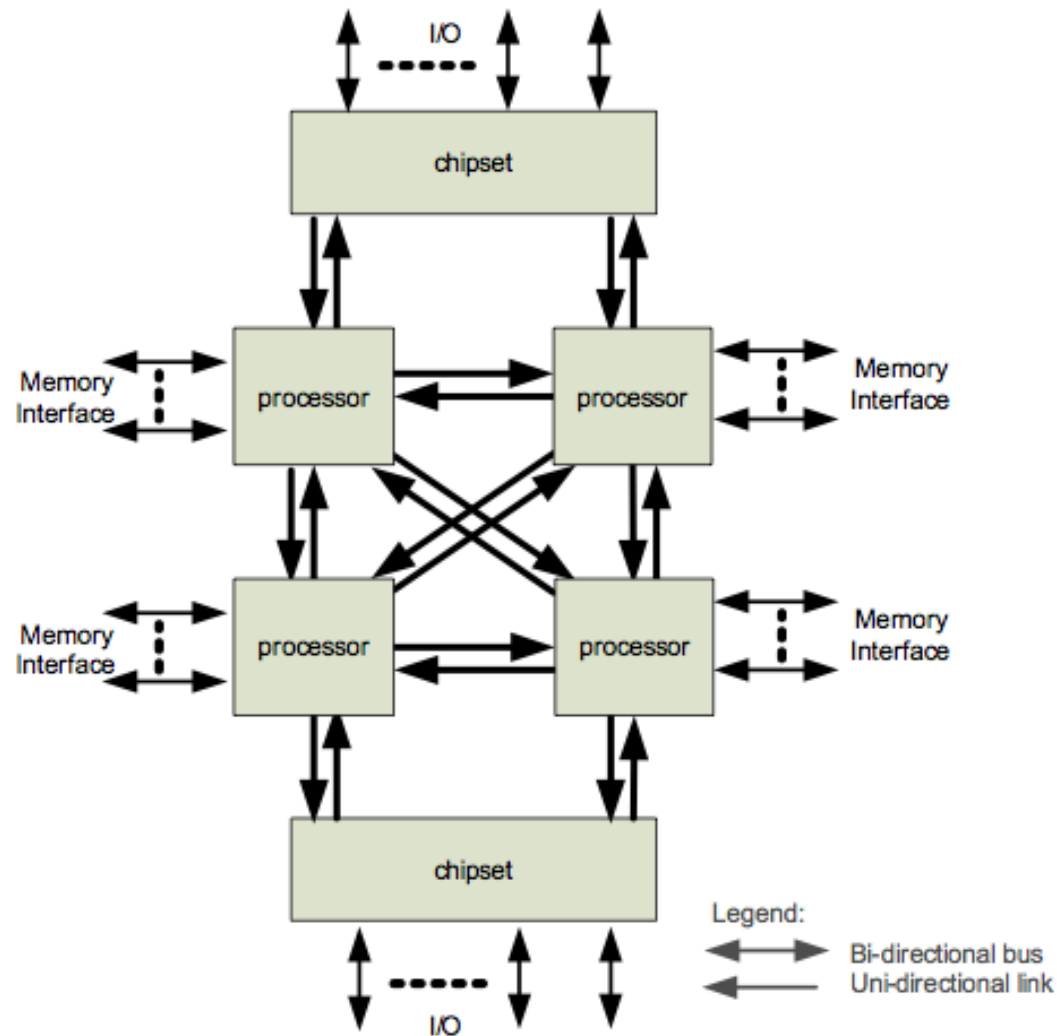 I/O
chipset
processor
processor
Memory
Interface
Memory
Interface
processor
processor
Memory
Interface
Memory
Interface
chipset
Legend:
Bi-directional bus
Uni-directional link
I/O